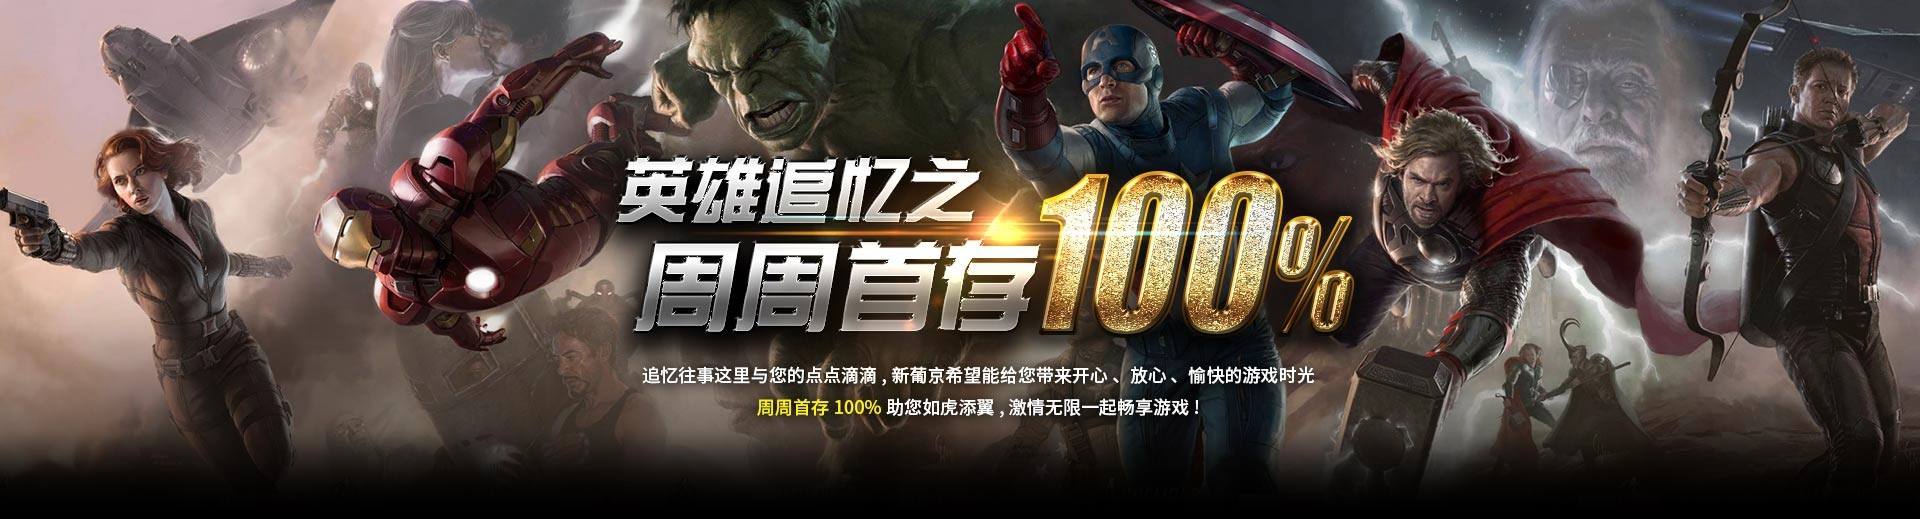 英雄追忆之
周周首存100%
追忆往事这里与您的点点滴滴 , 新葡京希望能给您带来开心 、 放心 、 愉快的游戏时光
周周首存 100% 助您如虎添翼 , 激情无限一起畅享游戏 !